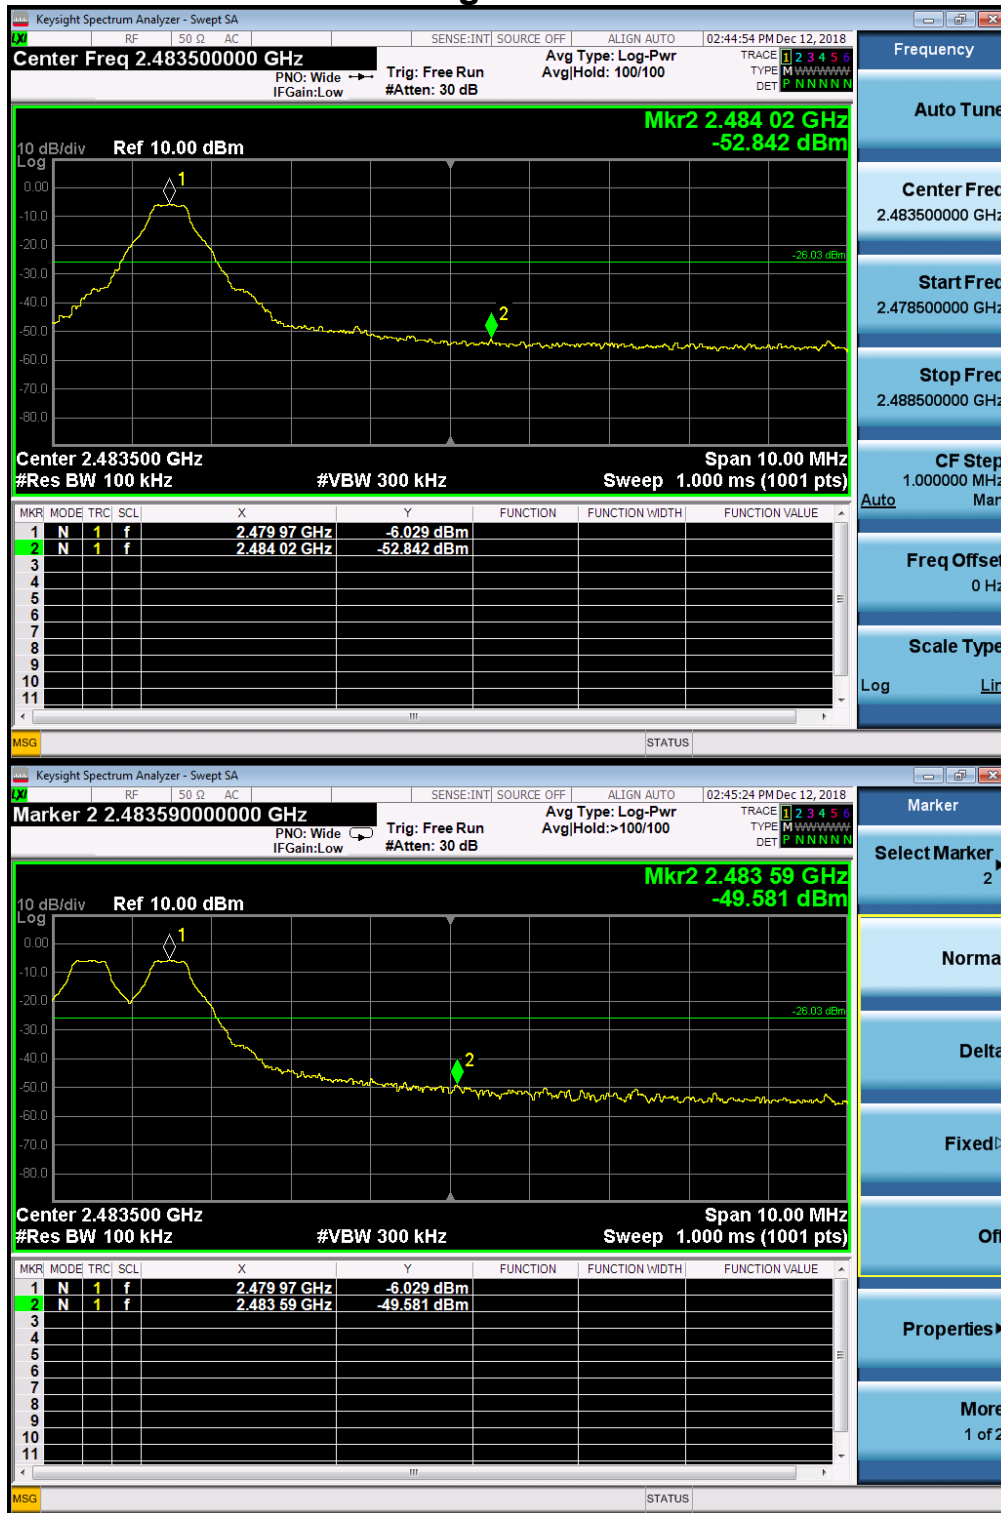 g
Keysight Spectrum Analyzer - Swept SA
LXI RF 50 Ω AC SENSE:INT SOURCE OFF ALIGN AUTO 02:44:54 PM Dec 12, 2018
Center Freq 2.483500000 GHz Avg Type: Log-Pwr TRACE 1 2 3 4 5 6
PNO: Wide Trig: Free Run Avg|Hold: 100/100 TYPE M WWWWW
IFGain:Low #Atten: 30 dB DET P N N N N N
Mkr2 2.484 02 GHz
10 dB/div Ref 10.00 dBm -52.842 dBm
Log
1
0.00
-10.0
-20.0
-26.03 dBm
-30.0
-40.0
2
-50.0
-60.0
-70.0
-80.0
Center 2.483500 GHz Span 10.00 MHz
#Res BW 100 kHz #VBW 300 kHz Sweep 1.000 ms (1001 pts)
MKR MODE TRC SCL X Y FUNCTION FUNCTION WIDTH FUNCTION VALUE
1 N 1 f 2.479 97 GHz -6.029 dBm
2 N 1 f 2.484 02 GHz -52.842 dBm
3
4
5
6
7
8
9
10
11
MSG STATUS
Frequency
Auto Tune
Center Freq
2.483500000 GHz
Start Freq
2.478500000 GHz
Stop Freq
2.488500000 GHz
CF Step
1.000000 MHz
Auto Man
Freq Offset
0 Hz
Scale Type
Log Lin
Keysight Spectrum Analyzer - Swept SA
LXI RF 50 Ω AC SENSE:INT SOURCE OFF ALIGN AUTO 02:45:24 PM Dec 12, 2018
Marker 2 2.483590000000 GHz Avg Type: Log-Pwr TRACE 1 2 3 4 5 6
PNO: Wide Trig: Free Run Avg|Hold:>100/100 TYPE M WWWWW
IFGain:Low #Atten: 30 dB DET P N N N N N
Mkr2 2.483 59 GHz
10 dB/div Ref 10.00 dBm -49.581 dBm
Log
1
0.00
-10.0
-20.0
-26.03 dBm
-30.0
-40.0
2
-50.0
-60.0
-70.0
-80.0
Center 2.483500 GHz Span 10.00 MHz
#Res BW 100 kHz #VBW 300 kHz Sweep 1.000 ms (1001 pts)
MKR MODE TRC SCL X Y FUNCTION FUNCTION WIDTH FUNCTION VALUE
1 N 1 f 2.479 97 GHz -6.029 dBm
2 N 1 f 2.483 59 GHz -49.581 dBm
3
4
5
6
7
8
9
10
11
MSG STATUS
Marker
Select Marker
2
Normal
Delta
Fixed
Off
Properties
More
1 of 2